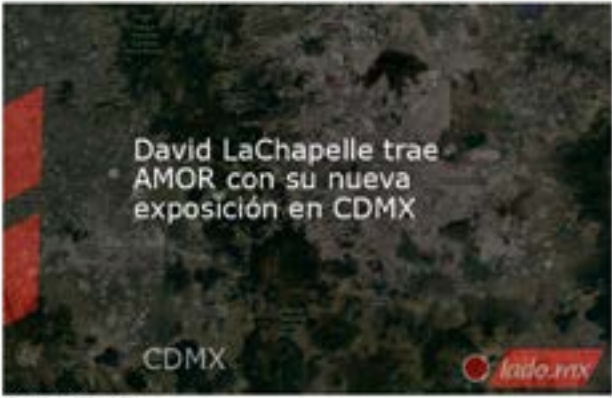 David LaChapelle trae
AMOR con su nueva
exposición en CDMX
CDMX
lado.mx